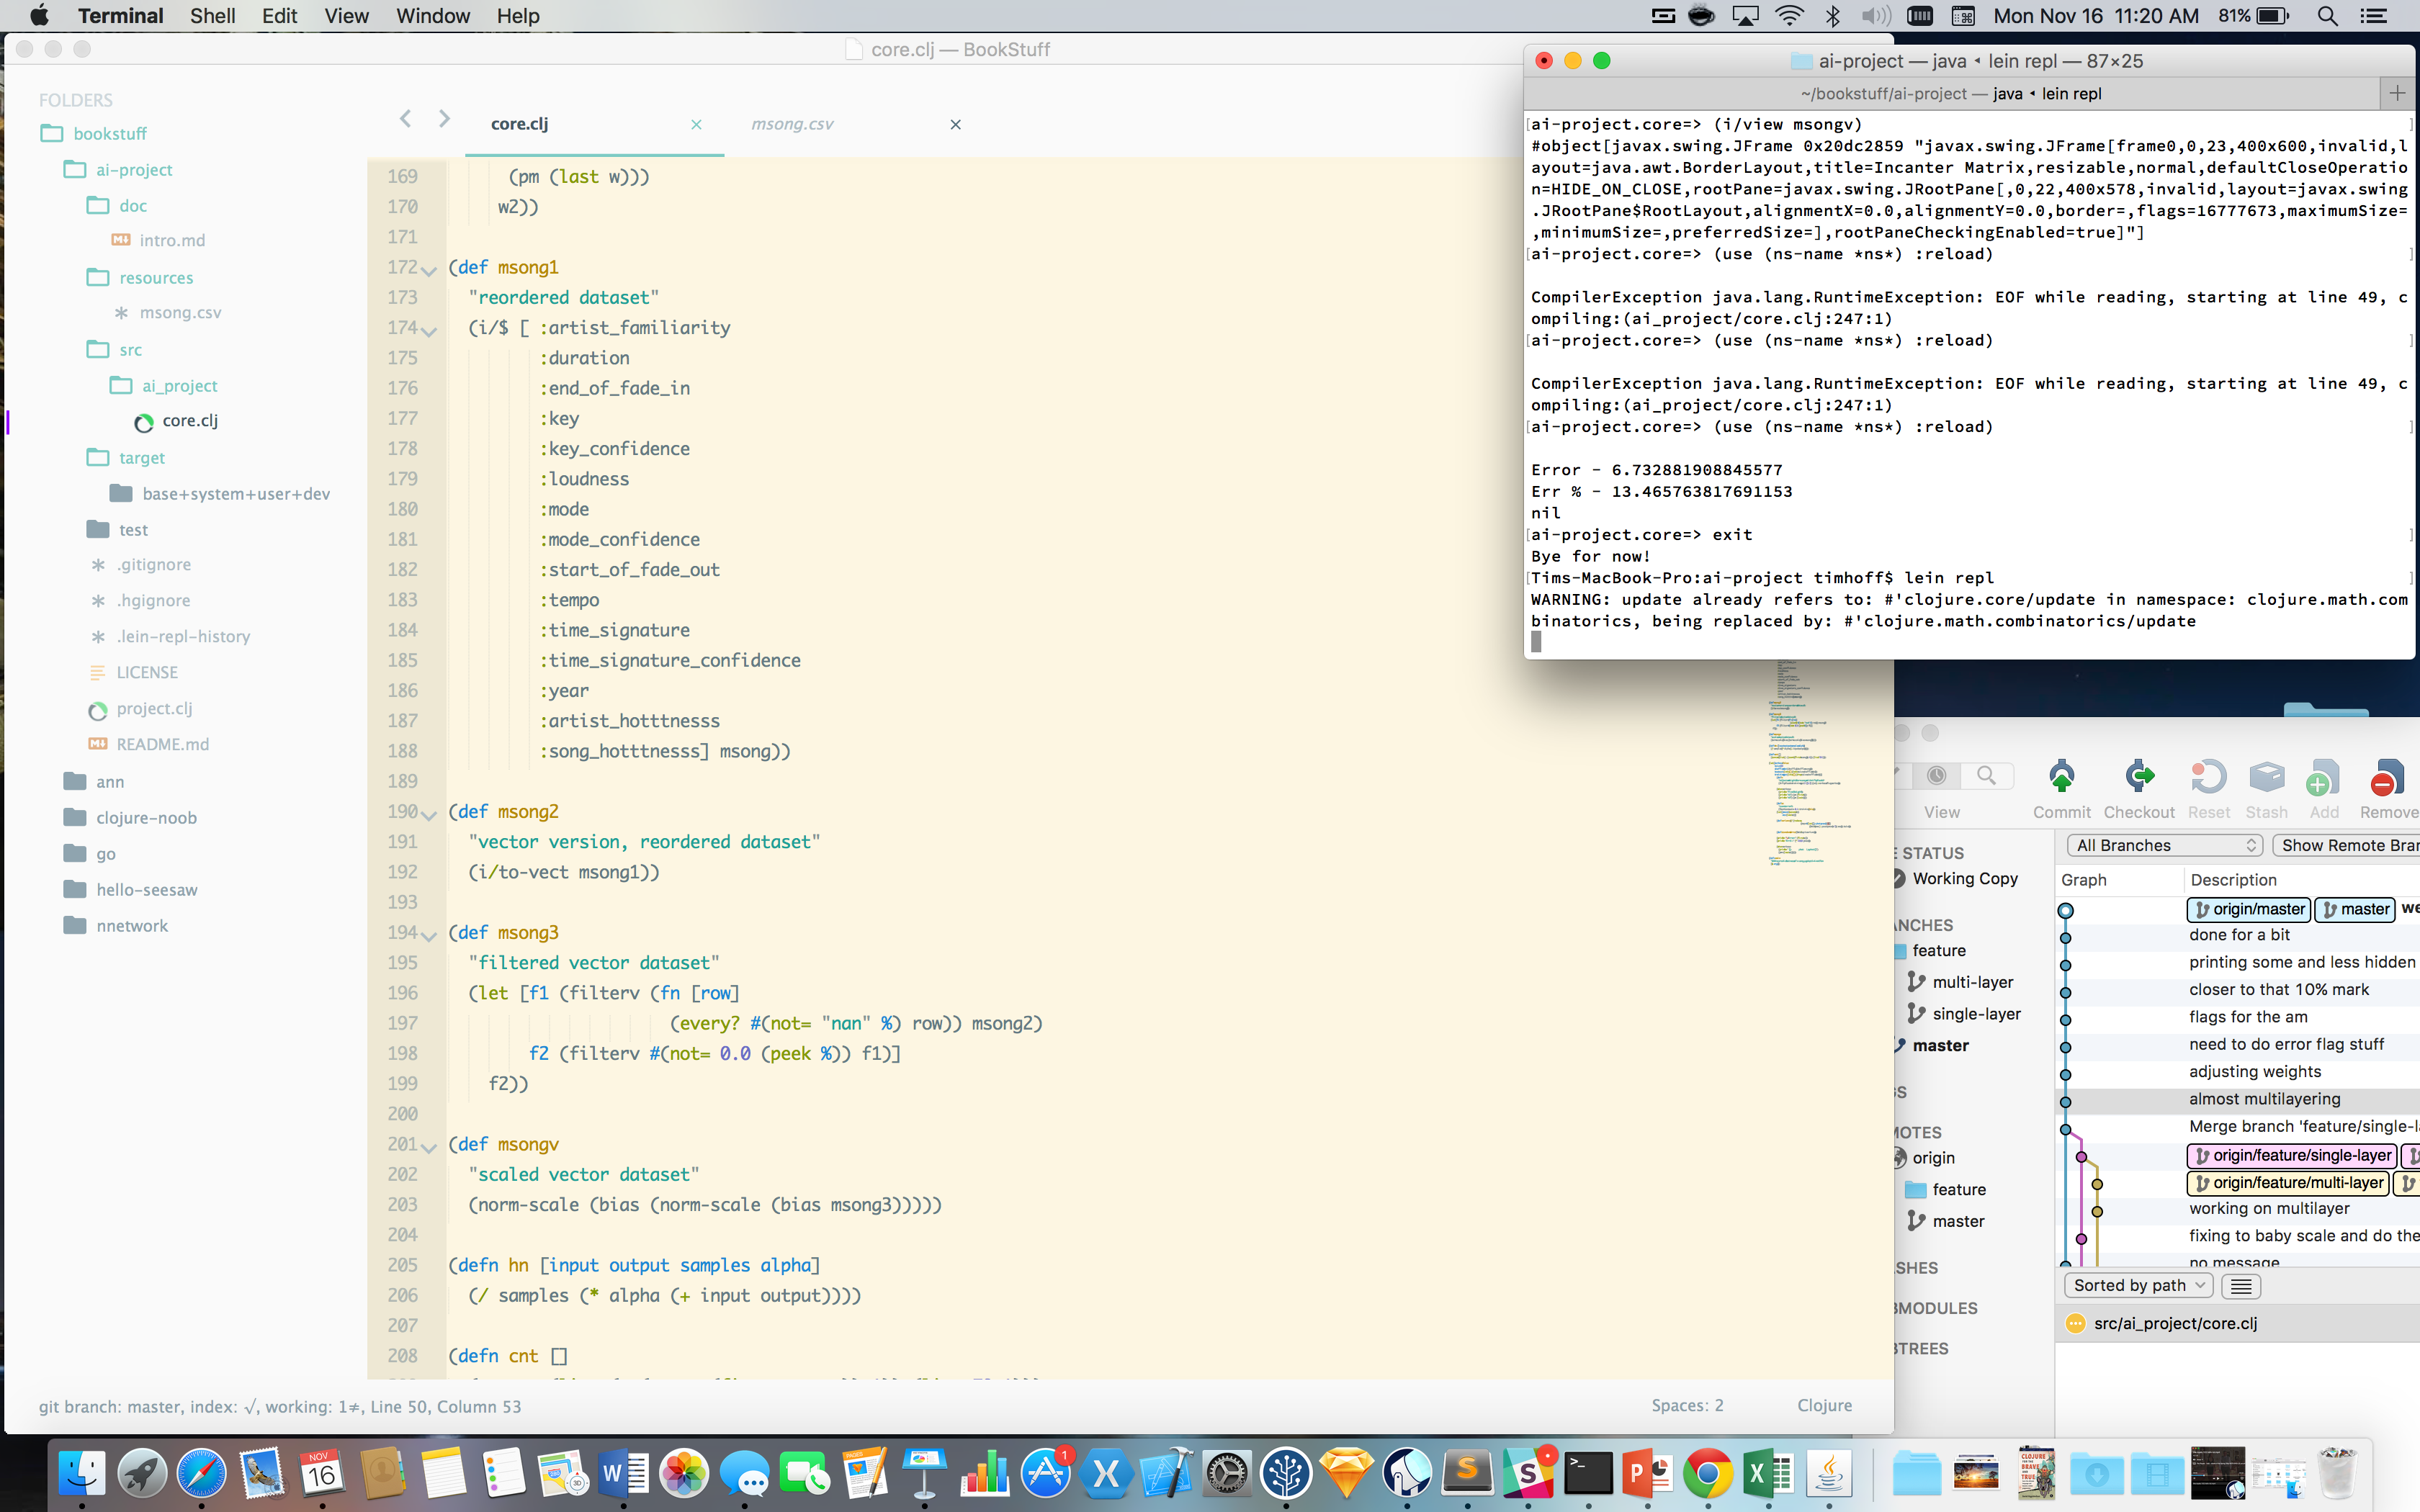 Terminal Shell Edit View Window Help
Mon Nov 16 11:20 AM 81%
core.clj — BookStuff
FOLDERS
bookstuff
ai-project
doc
intro.md
resources
msong.csv
src
ai_project
core.clj
target
base+system+user+dev
test
.gitignore
.hgignore
.lein-repl-history
LICENSE
project.clj
README.md
ann
clojure-noob
go
hello-seesaw
nnetwork
core.clj
msong.csv
169 (pm (last w)))
170 w2))
171
172 (def msong1
173 "reordered dataset"
174 (i/$ [ :artist_familiarity
175 :duration
176 :end_of_fade_in
177 :key
178 :key_confidence
179 :loudness
180 :mode
181 :mode_confidence
182 :start_of_fade_out
183 :tempo
184 :time_signature
185 :time_signature_confidence
186 :year
187 :artist_hotttnesss
188 :song_hotttnesss] msong))
189
190 (def msong2
191 "vector version, reordered dataset"
192 (i/to-vect msong1))
193
194 (def msong3
195 "filtered vector dataset"
196 (let [f1 (filterv (fn [row]
197 (every? #(not= "nan" %) row)) msong2)
198 f2 (filterv #(not= 0.0 (peek %)) f1)]
199 f2))
200
201 (def msongv
202 "scaled vector dataset"
203 (norm-scale (bias (norm-scale (bias msong3)))))
204
205 (defn hn [input output samples alpha]
206 (/ samples (* alpha (+ input output))))
207
208 (defn cnt []
git branch: master, index: √, working: 1≠, Line 50, Column 53
Spaces: 2
Clojure
ai-project — java ◂ lein repl — 87×25
~/bookstuff/ai-project — java ◂ lein repl
[ai-project.core=> (i/view msongv) ]
#object[javax.swing.JFrame 0x20dc2859 "javax.swing.JFrame[frame0,0,23,400x600,invalid,l
ayout=java.awt.BorderLayout,title=Incanter Matrix,resizable,normal,defaultCloseOperatio
n=HIDE_ON_CLOSE,rootPane=javax.swing.JRootPane[,0,22,400x578,invalid,layout=javax.swing
.JRootPane$RootLayout,alignmentX=0.0,alignmentY=0.0,border=,flags=16777673,maximumSize=
,minimumSize=,preferredSize=],rootPaneCheckingEnabled=true]"]
[ai-project.core=> (use (ns-name *ns*) :reload) ]
CompilerException java.lang.RuntimeException: EOF while reading, starting at line 49, c
ompiling:(ai_project/core.clj:247:1)
[ai-project.core=> (use (ns-name *ns*) :reload) ]
CompilerException java.lang.RuntimeException: EOF while reading, starting at line 49, c
ompiling:(ai_project/core.clj:247:1)
[ai-project.core=> (use (ns-name *ns*) :reload) ]
Error - 6.732881908845577
Err % - 13.465763817691153
nil
[ai-project.core=> exit ]
Bye for now!
[Tims-MacBook-Pro:ai-project timhoff$ lein repl ]
WARNING: update already refers to: #'clojure.core/update in namespace: clojure.math.com
binatorics, being replaced by: #'clojure.math.combinatorics/update
View Commit Checkout Reset Stash Add Remove
STATUS
Working Copy
NCHES
feature
multi-layer
single-layer
master
OTES
origin
feature
master
SHES
MODULES
TREES
All Branches Show Remote Bran
Graph Description
origin/master master we
done for a bit
printing some and less hidden
closer to that 10% mark
flags for the am
need to do error flag stuff
adjusting weights
almost multilayering
Merge branch 'feature/single-l
origin/feature/single-layer
origin/feature/multi-layer
working on multilayer
fixing to baby scale and do the
no message
Sorted by path
src/ai_project/core.clj
NOV
16
1